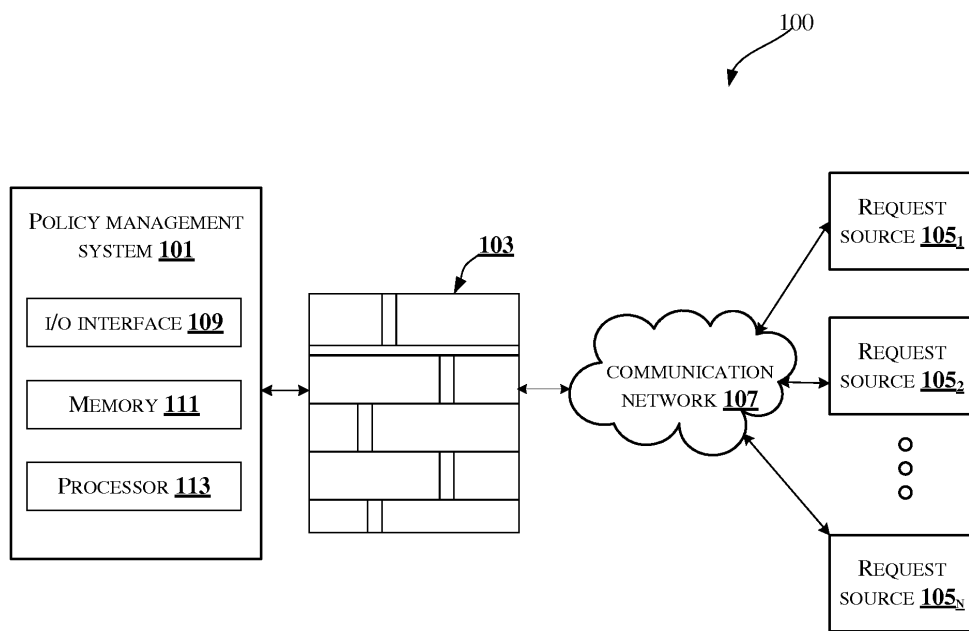 100
POLICY MANAGEMENT
SYSTEM 101
I/O INTERFACE 109
MEMORY 111
PROCESSOR 113
103
COMMUNICATION
NETWORK 107
REQUEST
SOURCE 105₁
REQUEST
SOURCE 105₂
REQUEST
SOURCE 105N